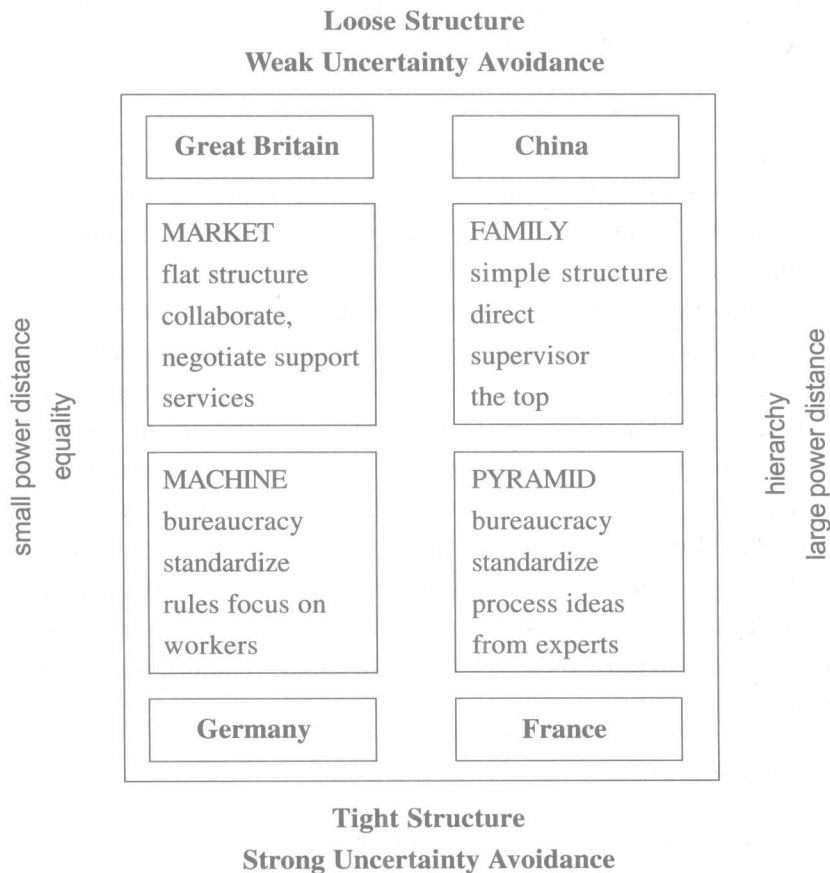 Loose Structure
Weak Uncertainty Avoidance
Great Britain
China
MARKET
flat structure
collaborate,
negotiate support
services
FAMILY
simple structure
direct
supervisor
the top
small power distance
equality
hierarchy
large power distance
MACHINE
bureaucracy
standardize
rules focus on
workers
PYRAMID
bureaucracy
standardize
process ideas
from experts
Germany
France
Tight Structure
Strong Uncertainty Avoidance